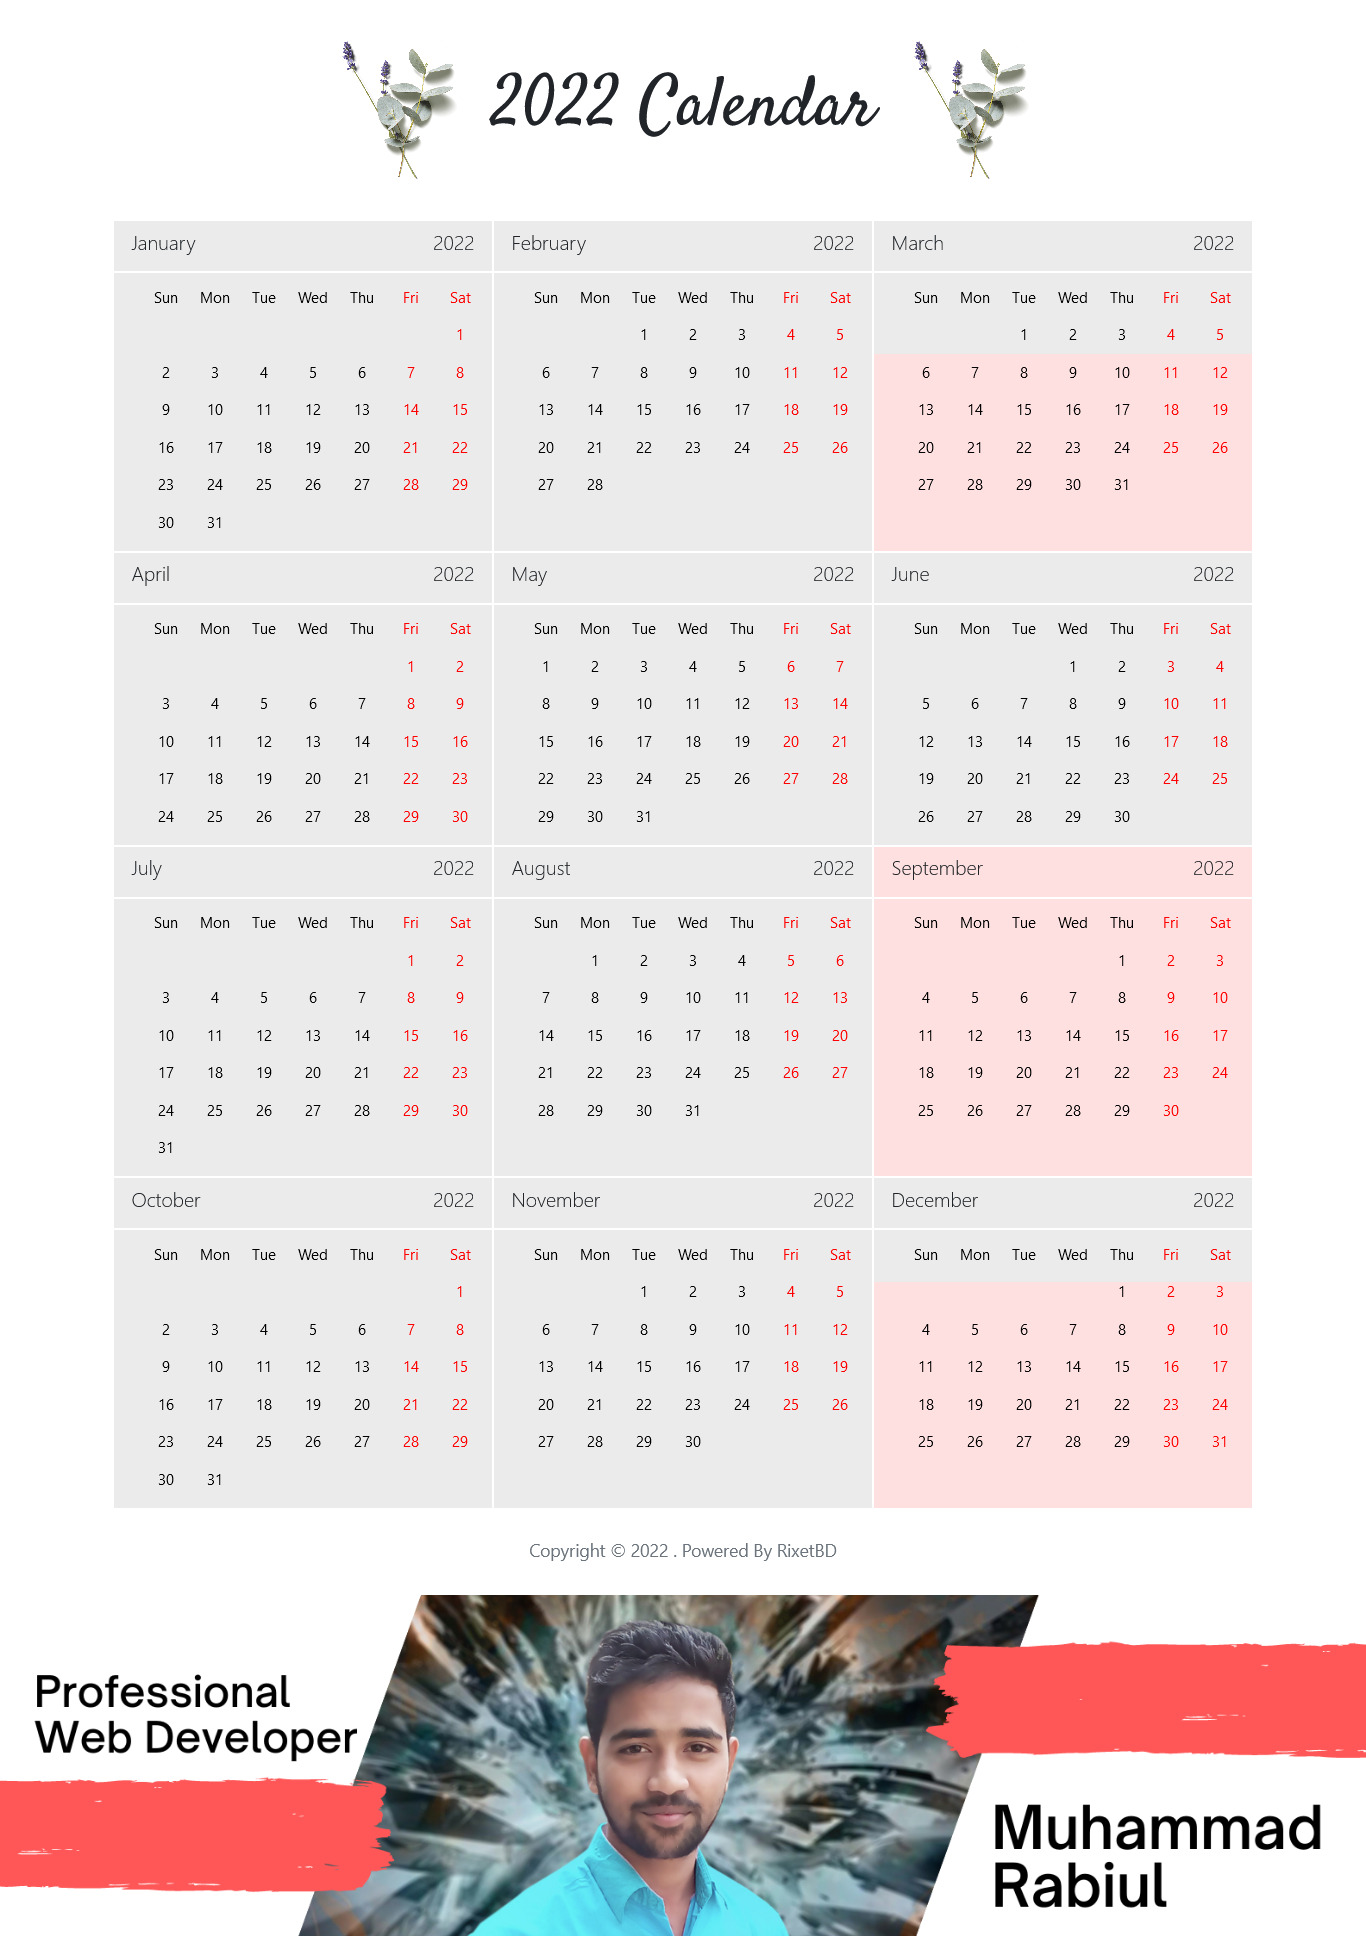 2022 Calendar
January 2022
Sun Mon Tue Wed Thu Fri Sat
1
2 3 4 5 6 7 8
9 10 11 12 13 14 15
16 17 18 19 20 21 22
23 24 25 26 27 28 29
30 31
February 2022
Sun Mon Tue Wed Thu Fri Sat
1 2 3 4 5
6 7 8 9 10 11 12
13 14 15 16 17 18 19
20 21 22 23 24 25 26
27 28
March 2022
Sun Mon Tue Wed Thu Fri Sat
1 2 3 4 5
6 7 8 9 10 11 12
13 14 15 16 17 18 19
20 21 22 23 24 25 26
27 28 29 30 31
April 2022
Sun Mon Tue Wed Thu Fri Sat
1 2
3 4 5 6 7 8 9
10 11 12 13 14 15 16
17 18 19 20 21 22 23
24 25 26 27 28 29 30
May 2022
Sun Mon Tue Wed Thu Fri Sat
1 2 3 4 5 6 7
8 9 10 11 12 13 14
15 16 17 18 19 20 21
22 23 24 25 26 27 28
29 30 31
June 2022
Sun Mon Tue Wed Thu Fri Sat
1 2 3 4
5 6 7 8 9 10 11
12 13 14 15 16 17 18
19 20 21 22 23 24 25
26 27 28 29 30
July 2022
Sun Mon Tue Wed Thu Fri Sat
1 2
3 4 5 6 7 8 9
10 11 12 13 14 15 16
17 18 19 20 21 22 23
24 25 26 27 28 29 30
31
August 2022
Sun Mon Tue Wed Thu Fri Sat
1 2 3 4 5 6
7 8 9 10 11 12 13
14 15 16 17 18 19 20
21 22 23 24 25 26 27
28 29 30 31
September 2022
Sun Mon Tue Wed Thu Fri Sat
1 2 3
4 5 6 7 8 9 10
11 12 13 14 15 16 17
18 19 20 21 22 23 24
25 26 27 28 29 30
October 2022
Sun Mon Tue Wed Thu Fri Sat
1
2 3 4 5 6 7 8
9 10 11 12 13 14 15
16 17 18 19 20 21 22
23 24 25 26 27 28 29
30 31
November 2022
Sun Mon Tue Wed Thu Fri Sat
1 2 3 4 5
6 7 8 9 10 11 12
13 14 15 16 17 18 19
20 21 22 23 24 25 26
27 28 29 30
December 2022
Sun Mon Tue Wed Thu Fri Sat
1 2 3
4 5 6 7 8 9 10
11 12 13 14 15 16 17
18 19 20 21 22 23 24
25 26 27 28 29 30 31
Copyright © 2022 . Powered By RixetBD
Professional
Web Developer
Muhammad
Rabiul